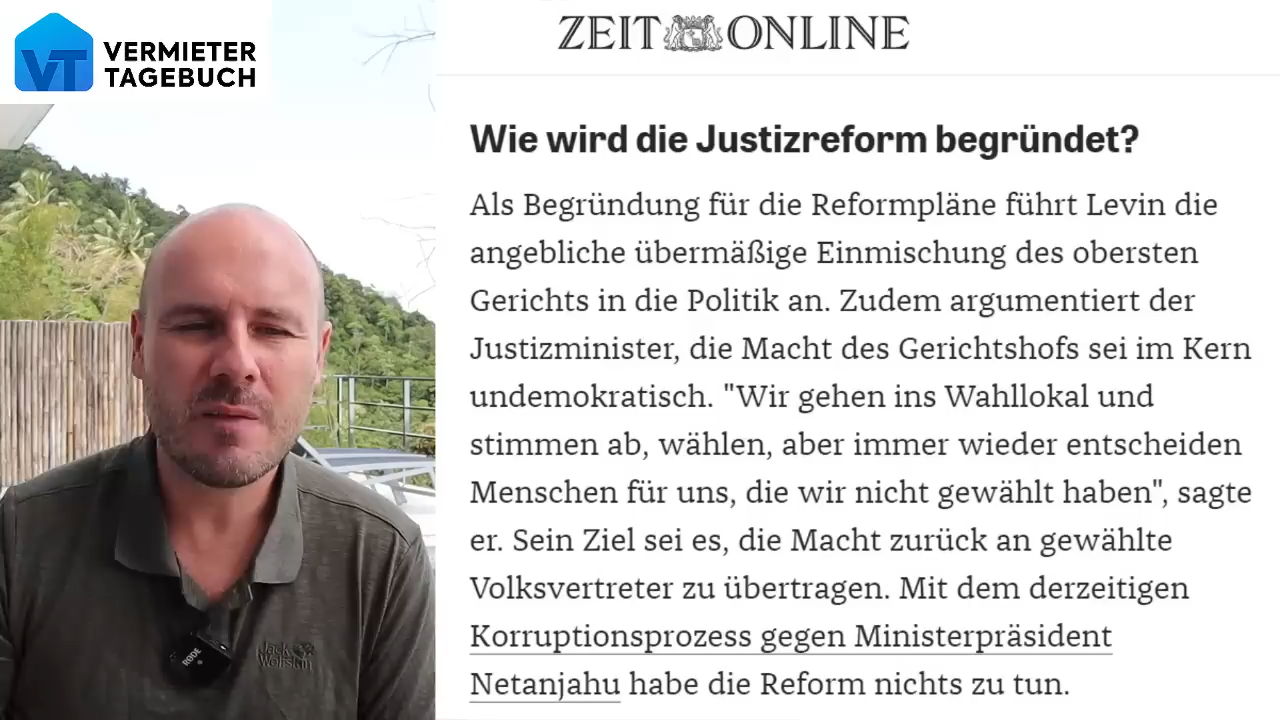 VERMIETER
TAGEBUCH
VT
ZEIT ONLINE
Wie wird die Justizreform begründet?
Als Begründung für die Reformpläne führt Levin die
angebliche übermäßige Einmischung des obersten
Gerichts in die Politik an. Zudem argumentiert der
Justizminister, die Macht des Gerichtshofs sei im Kern
undemokratisch. "Wir gehen ins Wahllokal und
stimmen ab, wählen, aber immer wieder entscheiden
Menschen für uns, die wir nicht gewählt haben", sagte
er. Sein Ziel sei es, die Macht zurück an gewählte
Volksvertreter zu übertragen. Mit dem derzeitigen
Korruptionsprozess gegen Ministerpräsident
Netanjahu habe die Reform nichts zu tun.
RODE
Jack
Wolfskin